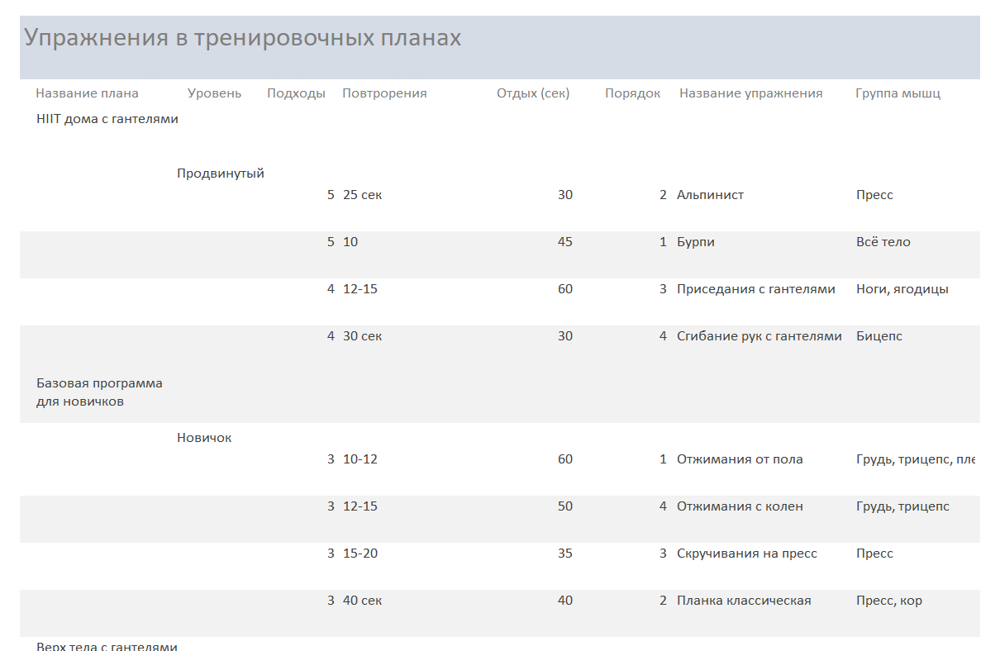 Упражнения в тренировочных планах
Название плана Уровень Подходы Повтрорения Отдых (сек) Порядок Название упражнения Группа мышц
HIIT дома с гантелями
Продвинутый
5 25 сек 30 2 Альпинист Пресс
5 10 45 1 Бурпи Всё тело
4 12-15 60 3 Приседания с гантелями Ноги, ягодицы
4 30 сек 30 4 Сгибание рук с гантелями Бицепс
Базовая программа
для новичков
Новичок
3 10-12 60 1 Отжимания от пола Грудь, трицепс, пле
3 12-15 50 4 Отжимания с колен Грудь, трицепс
3 15-20 35 3 Скручивания на пресс Пресс
3 40 сек 40 2 Планка классическая Пресс, кор
Верх тела с гантелями